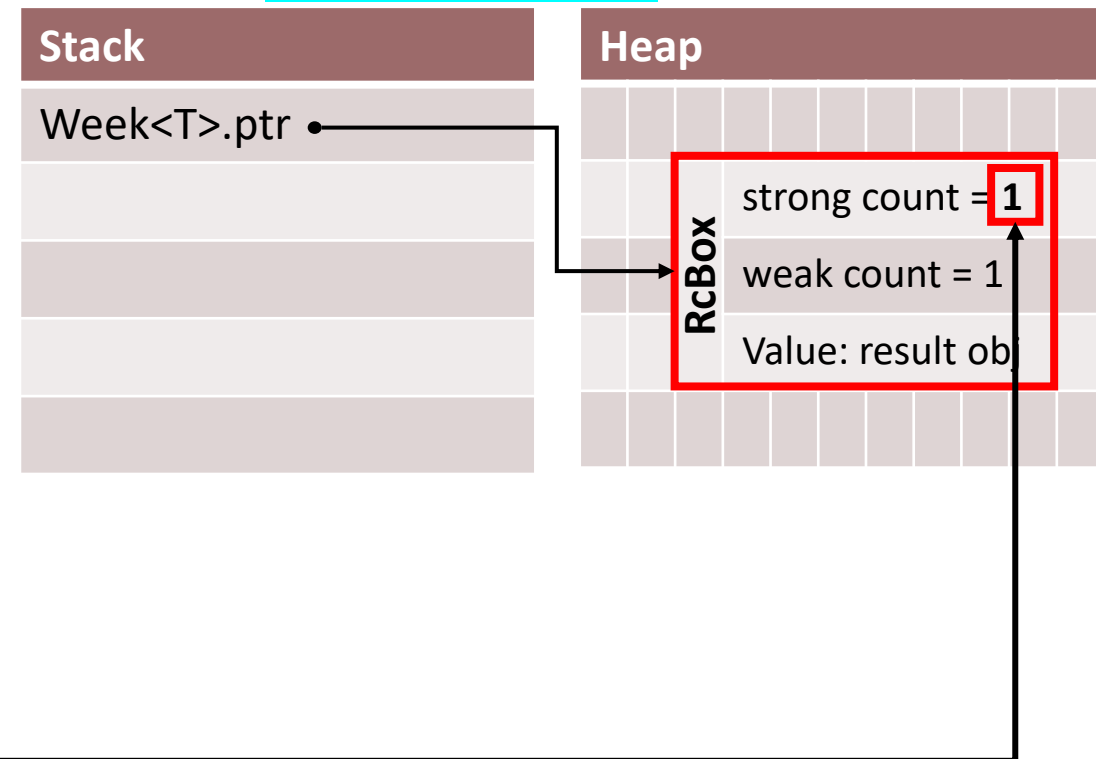 Stack
Heap
Week<T>.ptr
RcBox
strong count = 1
weak count = 1
Value: result obj